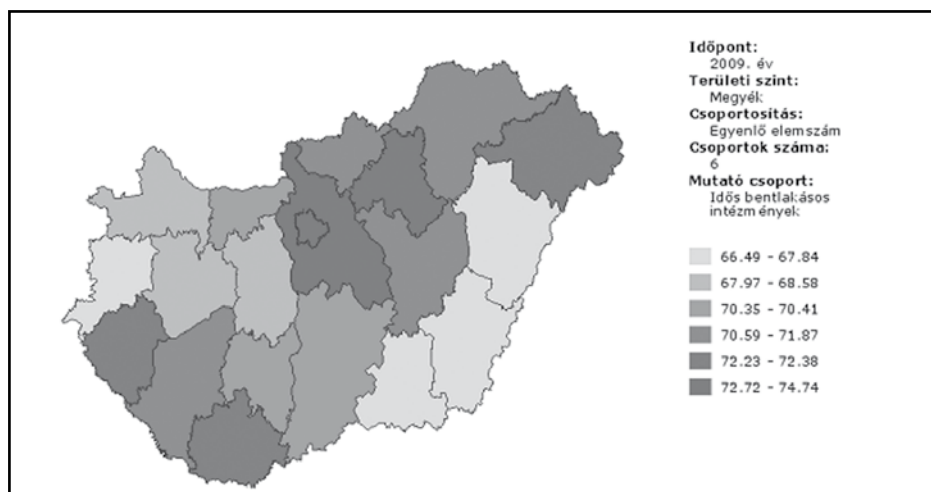 Időpont:
2009. év
Területi szint:
Megyék
Csoportosítás:
Egyenlő elemszám
Csoportok száma:
6
Mutató csoport:
Idős bentlakásos
intézmények
66.49 - 67.84
67.97 - 68.58
70.35 - 70.41
70.59 - 71.87
72.23 - 72.38
72.72 - 74.74